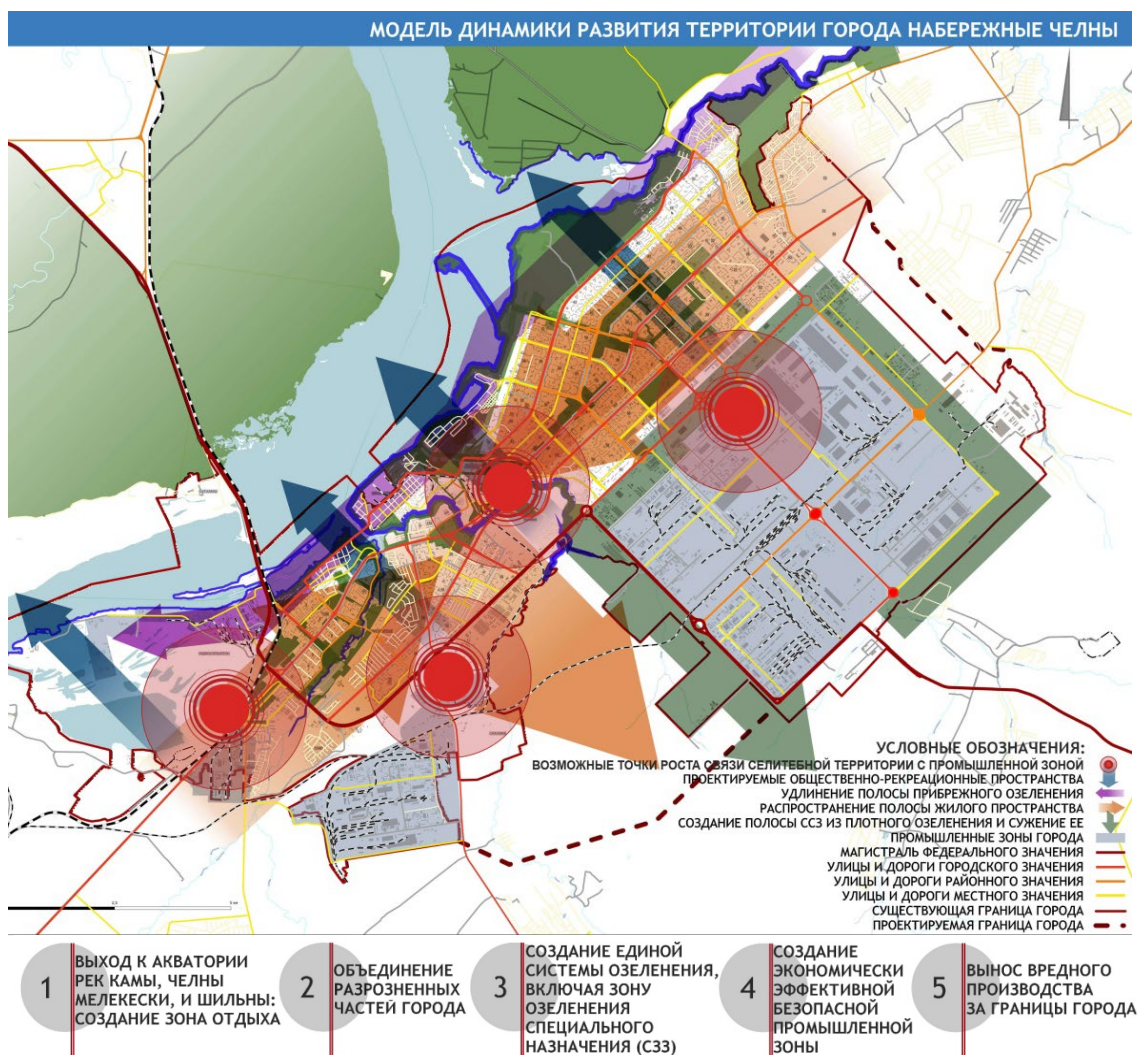 МОДЕЛЬ ДИНАМИКИ РАЗВИТИЯ ТЕРРИТОРИИ ГОРОДА НАБЕРЕЖНЫЕ ЧЕЛНЫ
УСЛОВНЫЕ ОБОЗНАЧЕНИЯ:
ВОЗМОЖНЫЕ ТОЧКИ РОСТА СВЯЗИ СЕЛИТЕБНОЙ ТЕРРИТОРИИ С ПРОМЫШЛЕННОЙ ЗОНОЙ
ПРОЕКТИРУЕМЫЕ ОБЩЕСТВЕННО-РЕКРЕАЦИОННЫЕ ПРОСТРАНСТВА
УДЛИНЕНИЕ ПОЛОСЫ ПРИБРЕЖНОГО ОЗЕЛЕНЕНИЯ
РАСПРОСТРАНЕНИЕ ПОЛОСЫ ЖИЛОГО ПРОСТРАНСТВА
СОЗДАНИЕ ПОЛОСЫ ССЗ ИЗ ПЛОТНОГО ОЗЕЛЕНЕНИЯ И СУЖЕНИЕ ЕЕ
ПРОМЫШЛЕННЫЕ ЗОНЫ ГОРОДА
МАГИСТРАЛЬ ФЕДЕРАЛЬНОГО ЗНАЧЕНИЯ
УЛИЦЫ И ДОРОГИ ГОРОДСКОГО ЗНАЧЕНИЯ
УЛИЦЫ И ДОРОГИ РАЙОННОГО ЗНАЧЕНИЯ
УЛИЦЫ И ДОРОГИ МЕСТНОГО ЗНАЧЕНИЯ
СУЩЕСТВУЮЩАЯ ГРАНИЦА ГОРОДА
ПРОЕКТИРУЕМАЯ ГРАНИЦА ГОРОДА
1
ВЫХОД К АКВАТОРИИ
РЕК КАМЫ, ЧЕЛНЫ
МЕЛЕКЕСКИ, И ШИЛЬНЫ:
СОЗДАНИЕ ЗОНА ОТДЫХА
2
ОБЪЕДИНЕНИЕ
РАЗРОЗНЕННЫХ
ЧАСТЕЙ ГОРОДА
3
СОЗДАНИЕ ЕДИНОЙ
СИСТЕМЫ ОЗЕЛЕНЕНИЯ,
ВКЛЮЧАЯ ЗОНУ
ОЗЕЛЕНЕНИЯ
СПЕЦИАЛЬНОГО
НАЗНАЧЕНИЯ (СЗЗ)
4
СОЗДАНИЕ
ЭКОНОМИЧЕСКИ
ЭФФЕКТИВНОЙ
БЕЗОПАСНОЙ
ПРОМЫШЛЕННОЙ
ЗОНЫ
5
ВЫНОС ВРЕДНОГО
ПРОИЗВОДСТВА
ЗА ГРАНИЦЫ ГОРОДА